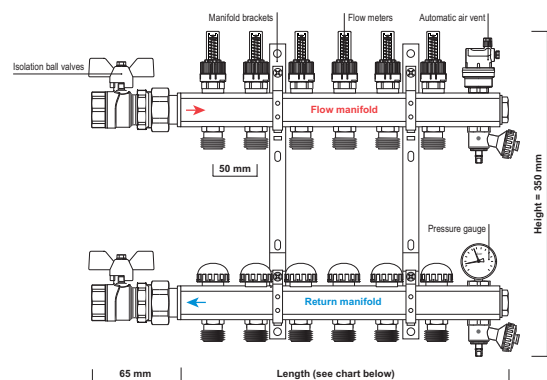 Manifold brackets
Flow meters
Automatic air vent
Isolation ball valves
Flow manifold
50 mm
Height = 350 mm
Pressure gauge
Return manifold
65 mm
Length (see chart below)